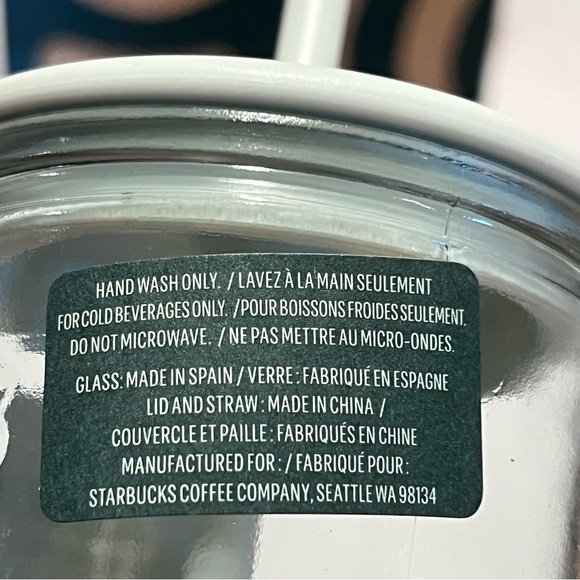 HAND WASH ONLY. / LAVEZ À LA MAIN SEULEMENT
FOR COLD BEVERAGES ONLY. / POUR BOISSONS FROIDES SEULEMENT.
DO NOT MICROWAVE. / NE PAS METTRE AU MICRO-ONDES.
GLASS: MADE IN SPAIN / VERRE : FABRIQUÉ EN ESPAGNE
LID AND STRAW : MADE IN CHINA /
COUVERCLE ET PAILLE : FABRIQUÉS EN CHINE
MANUFACTURED FOR : / FABRIQUÉ POUR :
STARBUCKS COFFEE COMPANY, SEATTLE WA 98134